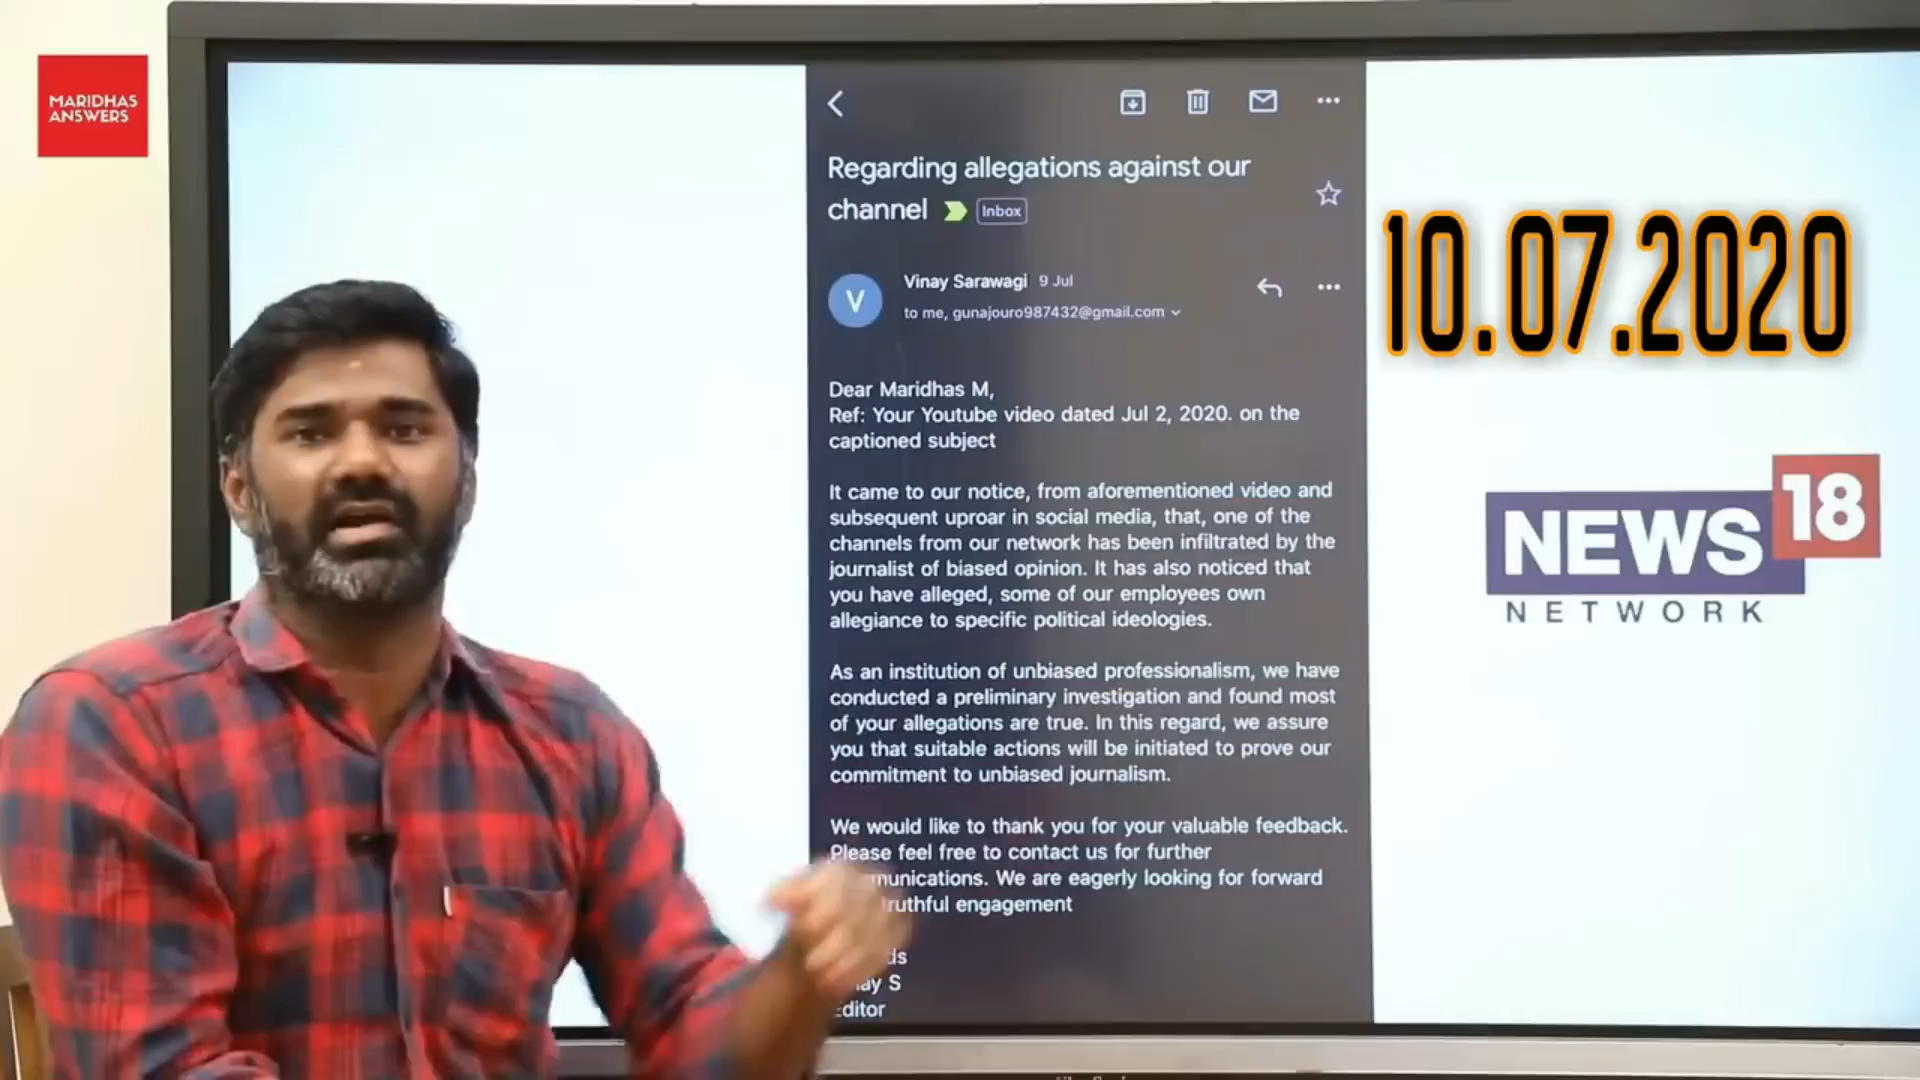 MARIDHAS
ANSWERS
Regarding allegations against our
channel Inbox
Vinay Sarawagi 9 Jul
to me, gunajouro987432@gmail.com
V
Dear Maridhas M,
Ref: Your Youtube video dated Jul 2, 2020. on the
captioned subject
It came to our notice, from aforementioned video and
subsequent uproar in social media, that, one of the
channels from our network has been infiltrated by the
journalist of biased opinion. It has also noticed that
you have alleged, some of our employees own
allegiance to specific political ideologies.
As an institution of unbiased professionalism, we have
conducted a preliminary investigation and found most
of your allegations are true. In this regard, we assure
you that suitable actions will be initiated to prove our
commitment to unbiased journalism.
We would like to thank you for your valuable feedback.
Please feel free to contact us for further
munications. We are eagerly looking for forward
ruthful engagement
ds
ay S
Editor
10.07.2020
NEWS 18
NETWORK